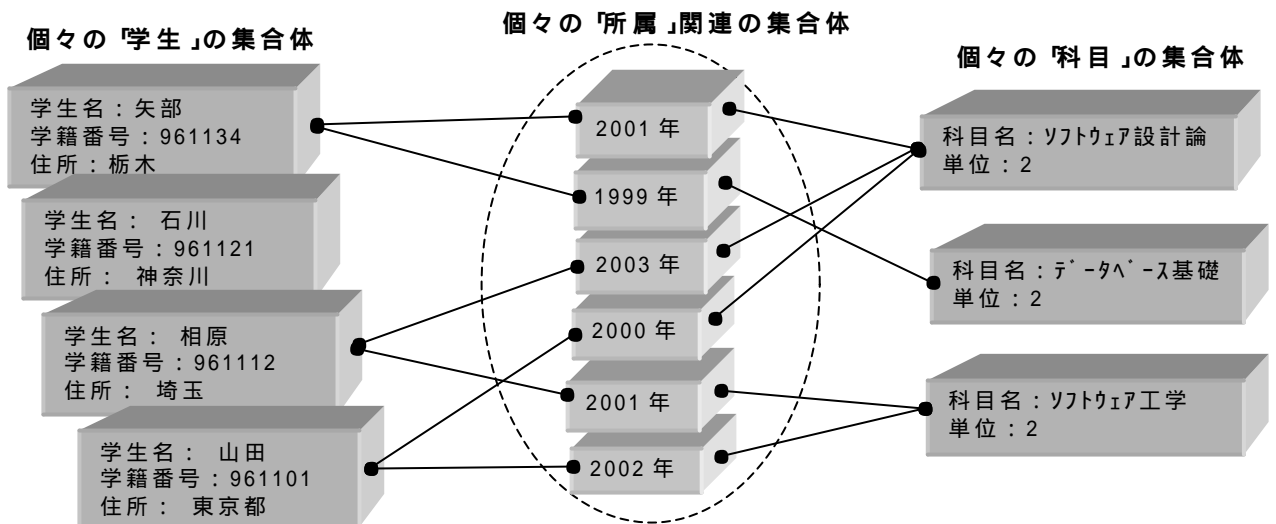 個々の「学生」の集合体
学生名：矢部
学籍番号：961134
住所：栃木
学生名： 石川
学籍番号：961121
住所： 神奈川
学生名： 相原
学籍番号：961112
住所： 埼玉
学生名： 山田
学籍番号：961101
住所： 東京都
個々の「所属」関連の集合体
2001 年
1999 年
2003 年
2000 年
2001 年
2002 年
個々の「科目」の集合体
科目名：ｿﾌﾄｳｪｱ設計論
単位：2
科目名：ﾃﾞｰﾀﾍﾞｰｽ基礎
単位：2
科目名：ｿﾌﾄｳｪｱ工学
単位：2